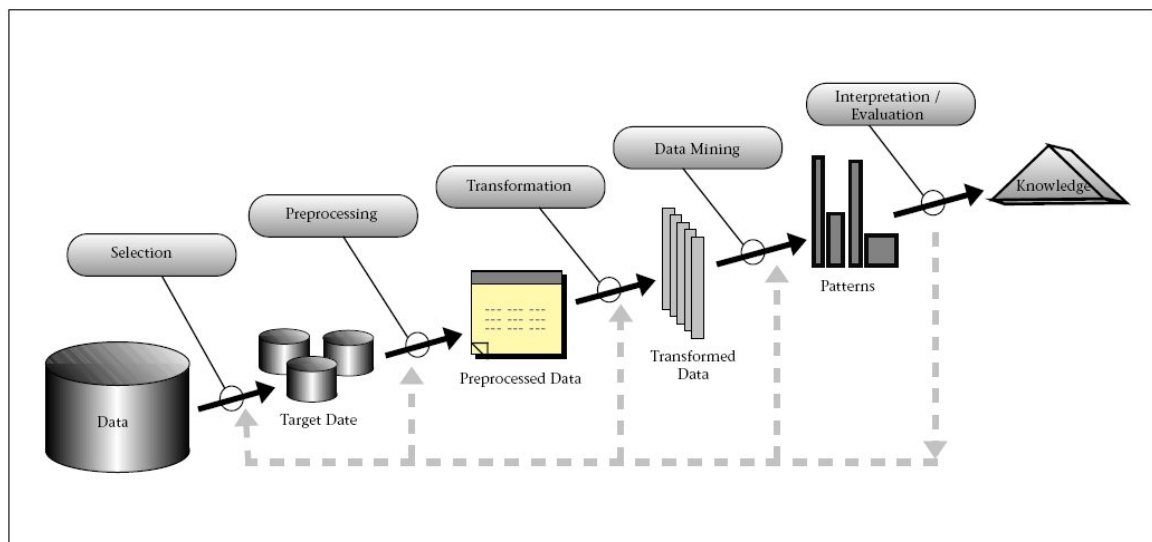 Interpretation /
Evaluation
Data Mining
Transformation
Preprocessing
Selection
Knowledge
Patterns
Transformed
Data
Preprocessed Data
Target Date
Data